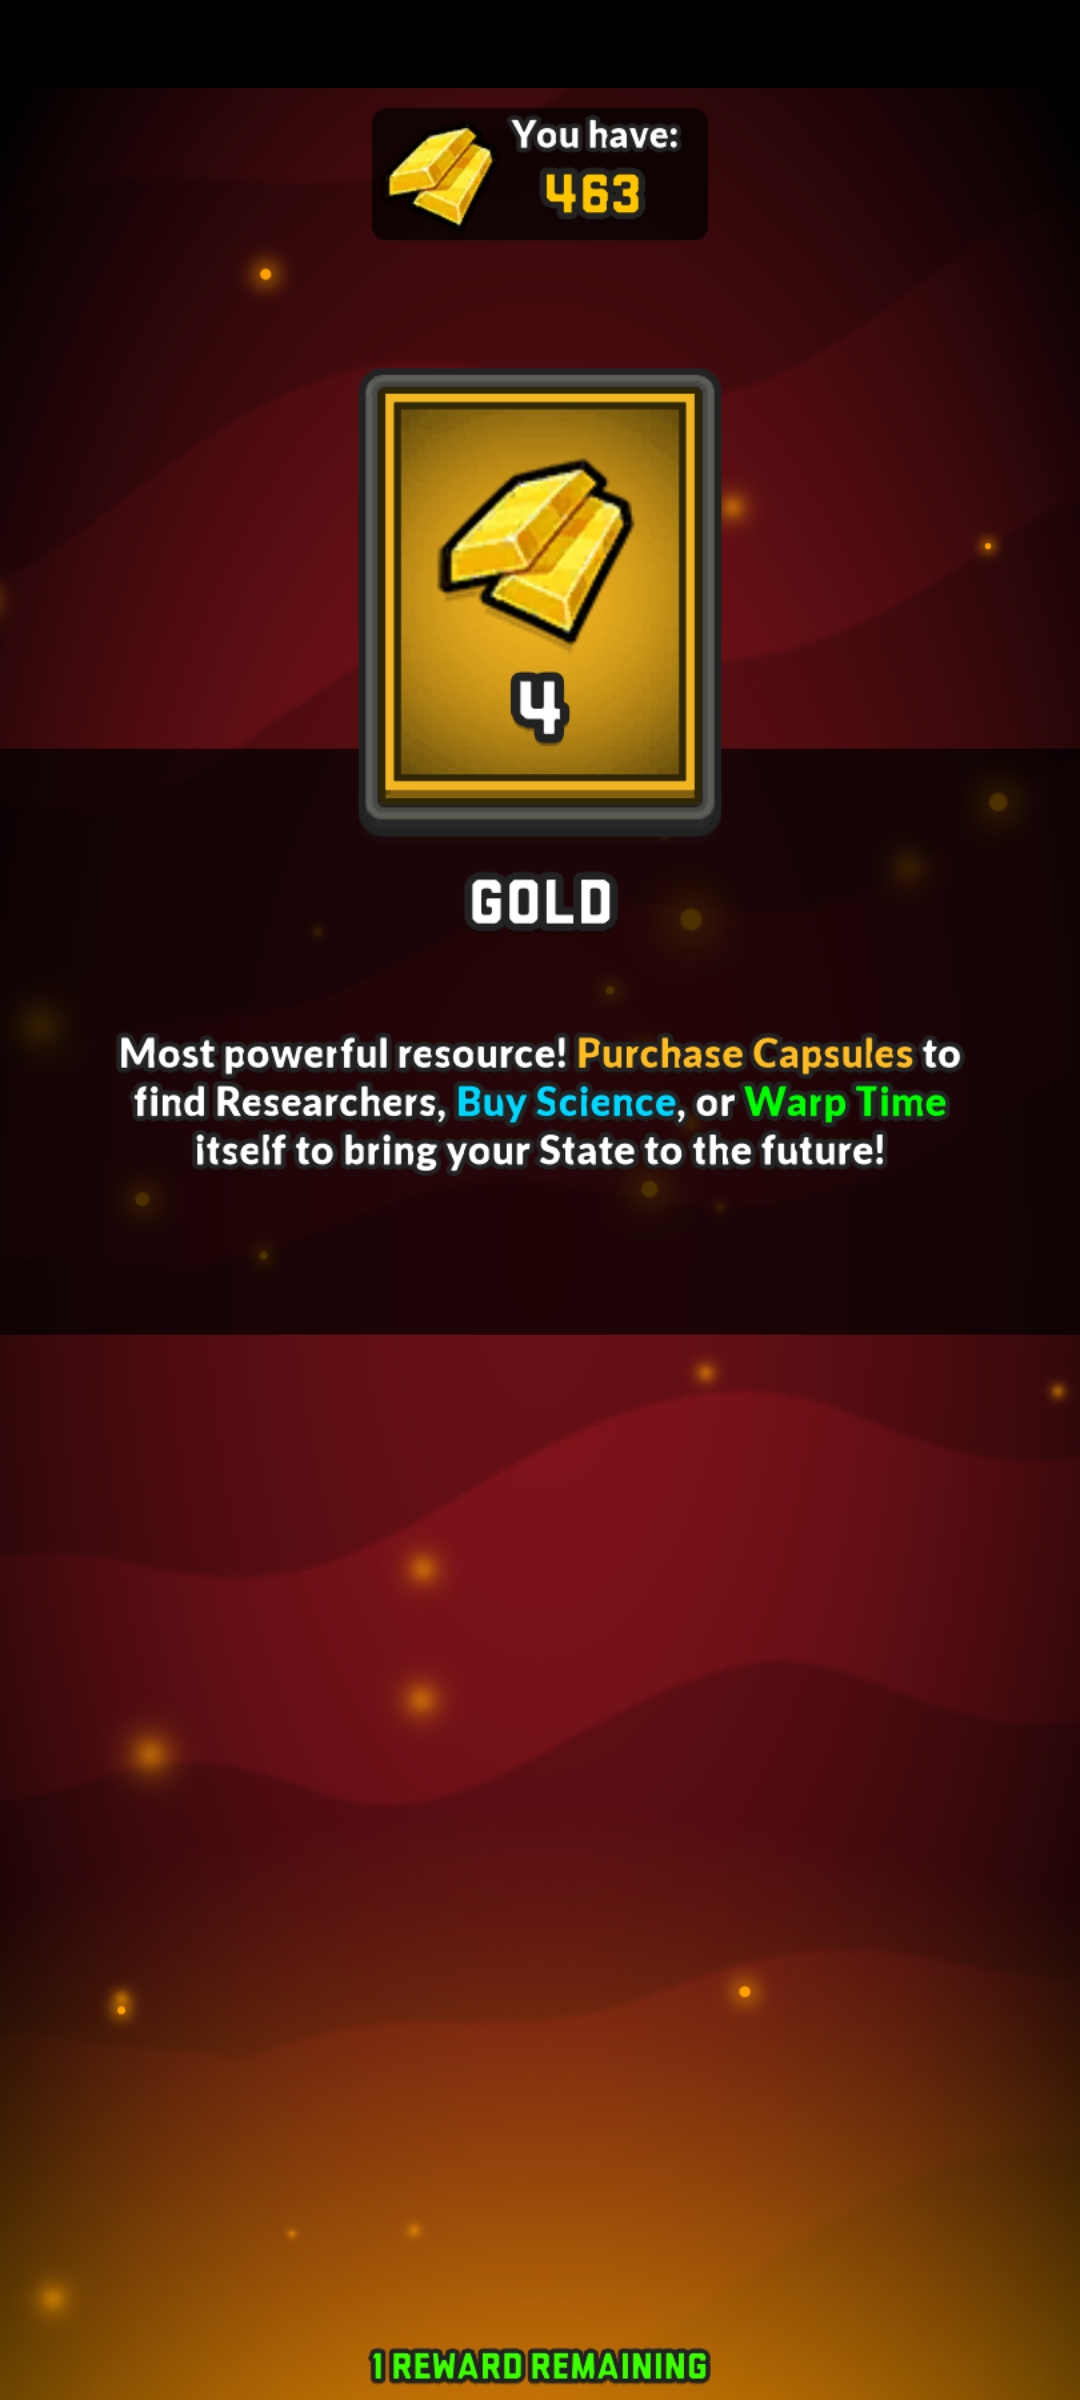 You have:
463
4
GOLD
Most powerful resource! Purchase Capsules to
find Researchers, Buy Science, or Warp Time
itself to bring your State to the future!
1 REWARD REMAINING